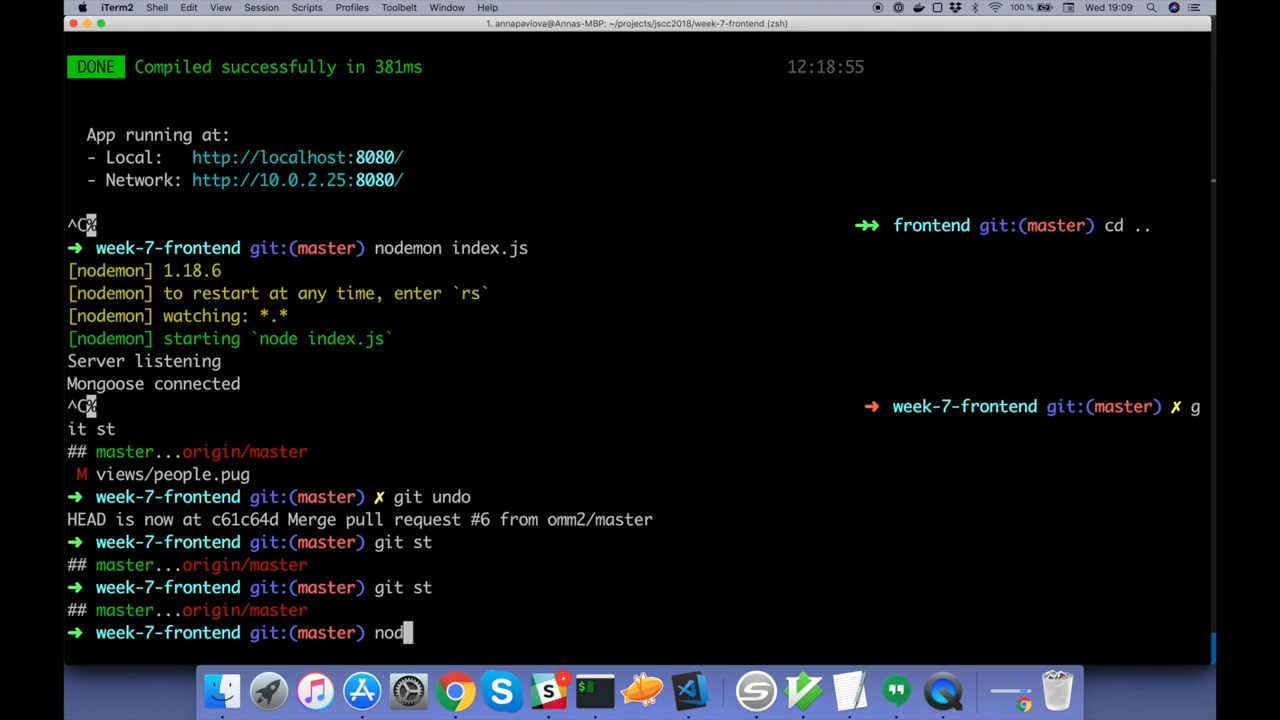 iTerm2 Shell Edit View Session Scripts Profiles Toolbelt Window Help 100 % Wed 19:09
1. annapavlova@Annas-MBP: ~/projects/jscc2018/week-7-frontend (zsh)
DONE Compiled successfully in 381ms 12:18:55
App running at:
- Local: http://localhost:8080/
- Network: http://10.0.2.25:8080/
^C% ➜➜ frontend git:(master) cd ..
➜ week-7-frontend git:(master) nodemon index.js
[nodemon] 1.18.6
[nodemon] to restart at any time, enter `rs`
[nodemon] watching: *.*
[nodemon] starting `node index.js`
Server listening
Mongoose connected
^C% ➜ week-7-frontend git:(master) ✗ g
it st
## master...origin/master
M views/people.pug
➜ week-7-frontend git:(master) ✗ git undo
HEAD is now at c61c64d Merge pull request #6 from omm2/master
➜ week-7-frontend git:(master) git st
## master...origin/master
➜ week-7-frontend git:(master) git st
## master...origin/master
➜ week-7-frontend git:(master) nod